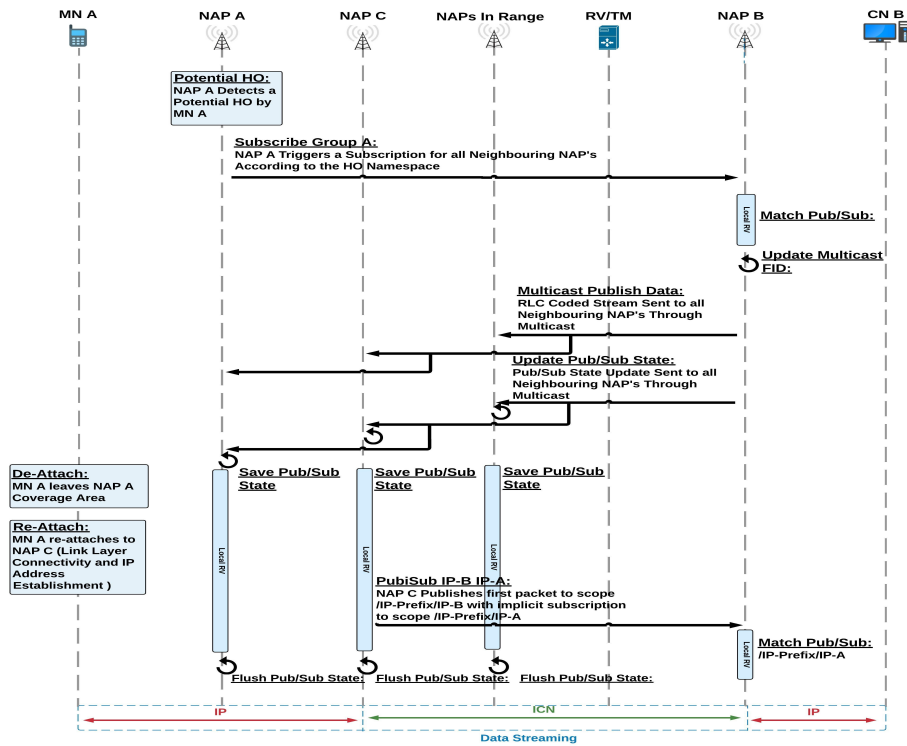 MN A
NAP A
NAP C
NAPs In Range
RV/TM
NAP B
CN B
Potential HO:
NAP A Detects a
Potential HO by
MN A
Subscribe Group A:
NAP A Triggers a Subscription for all Neighbouring NAP's
According to the HO Namespace
Local RV
Match Pub/Sub:
Update Multicast
FID:
Multicast Publish Data:
RLC Coded Stream Sent to all
Neighbouring NAP's Through
Multicast
Update Pub/Sub State:
Pub/Sub State Update Sent to all
Neighbouring NAP's Through
Multicast
De-Attach:
MN A leaves NAP A
Coverage Area
Re-Attach:
MN A re-attaches to
NAP C (Link Layer
Connectivity and IP
Address
Establishment )
Save Pub/Sub
State
Save Pub/Sub
State
Save Pub/Sub
State
Local RV
Local RV
Local RV
PubiSub IP-B IP-A:
NAP C Publishes first packet to scope
/IP-Prefix/IP-B with implicit subscription
to scope /IP-Prefix/IP-A
Local RV
Match Pub/Sub:
/IP-Prefix/IP-A
Flush Pub/Sub State:
Flush Pub/Sub State:
Flush Pub/Sub State:
IP
ICN
IP
Data Streaming